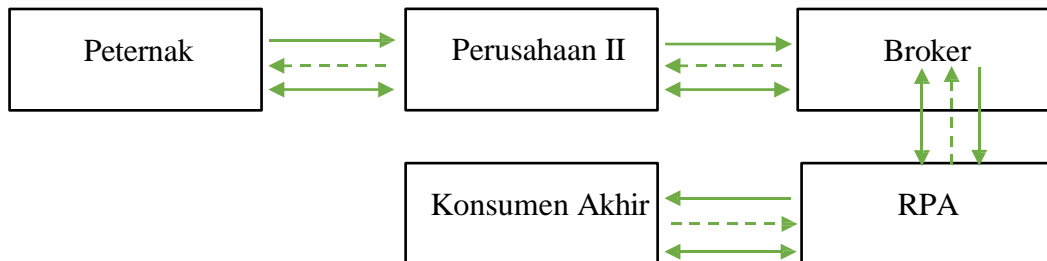 Peternak
Perusahaan II
Broker
Konsumen Akhir
RPA